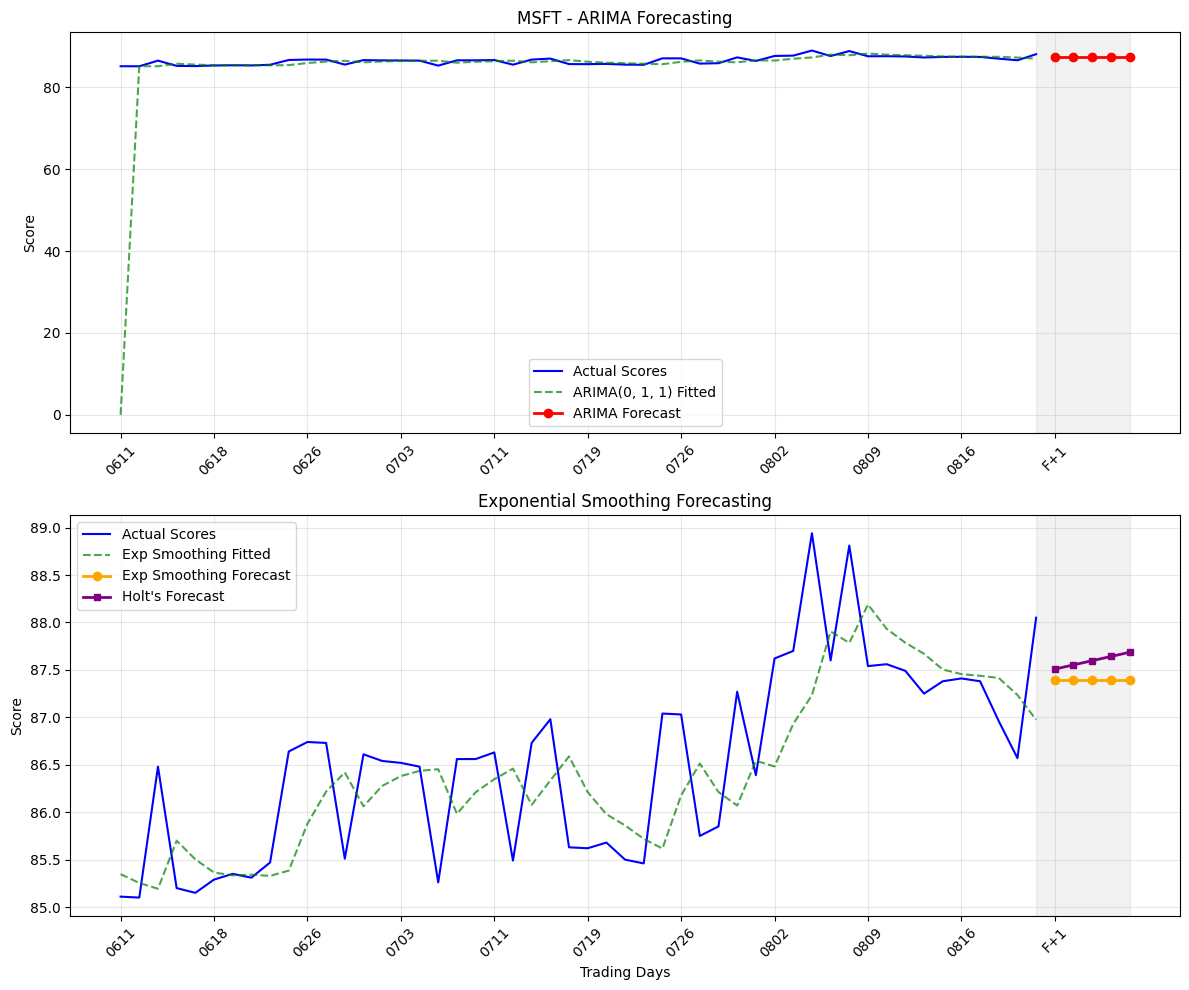 MSFT - ARIMA Forecasting
Score
80
60
40
20
0
Actual Scores
ARIMA(0, 1, 1) Fitted
ARIMA Forecast
0611
0618
0626
0703
0711
0719
0726
0802
0809
0816
F+1
Exponential Smoothing Forecasting
Score
89.0
88.5
88.0
87.5
87.0
86.5
86.0
85.5
85.0
Actual Scores
Exp Smoothing Fitted
Exp Smoothing Forecast
Holt's Forecast
0611
0618
0626
0703
0711
0719
0726
0802
0809
0816
F+1
Trading Days